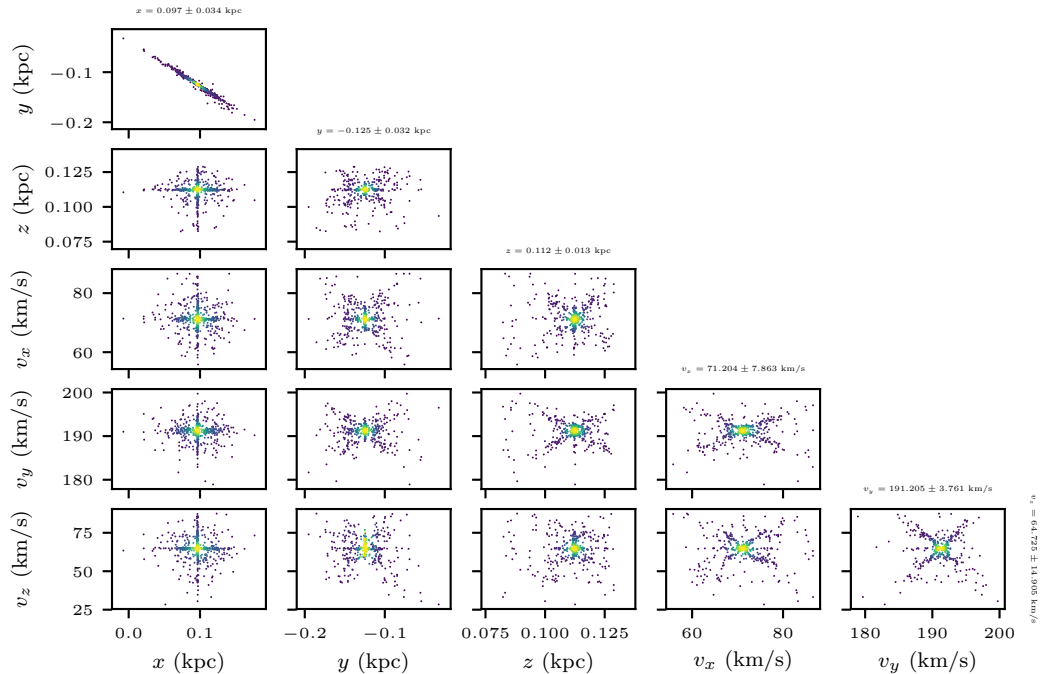 x = 0.097 ± 0.034 kpc
y (kpc)
−0.1
−0.2
y = −0.125 ± 0.032 kpc
z (kpc)
0.125
0.100
0.075
z = 0.112 ± 0.013 kpc
v_x (km/s)
80
60
v_x = 71.204 ± 7.863 km/s
v_y (km/s)
200
190
180
v_y = 191.205 ± 3.761 km/s
v_z (km/s)
75
50
25
v_z = 64.725 ± 14.905 km/s
0.0 0.1 −0.2 −0.1 0.075 0.100 0.125 60 80 180 190 200
x (kpc) y (kpc) z (kpc) v_x (km/s) v_y (km/s)